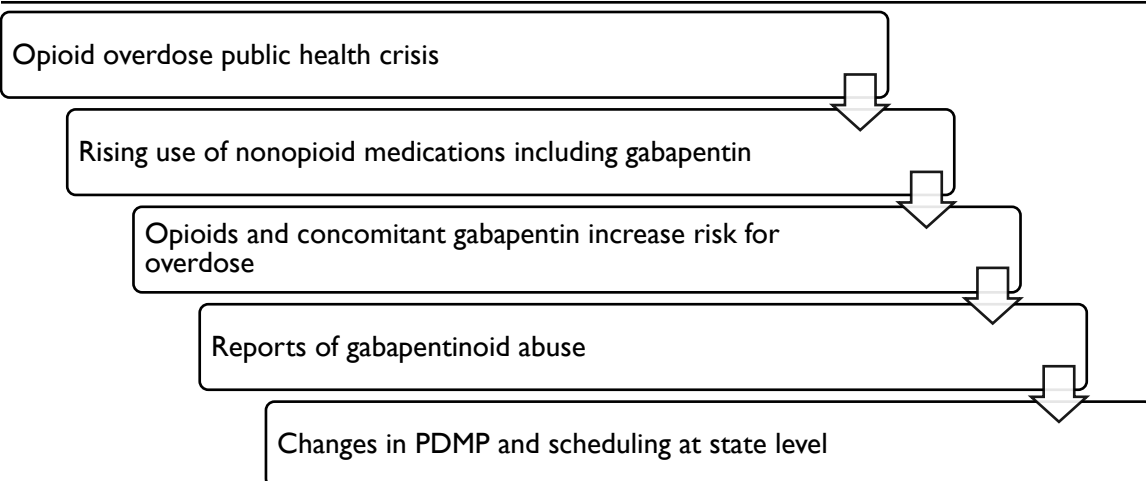 Opioid overdose public health crisis
Rising use of nonopioid medications including gabapentin
Opioids and concomitant gabapentin increase risk for
overdose
Reports of gabapentinoid abuse
Changes in PDMP and scheduling at state level